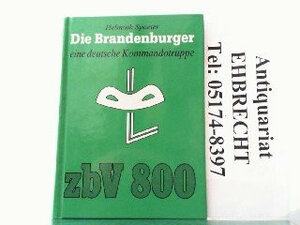 Helmuth Spaeter
Die Brandenburger
eine deutsche Kommandotruppe
zbV 800
Antiquariat
EHBRECHT
Tel: 05174-8397